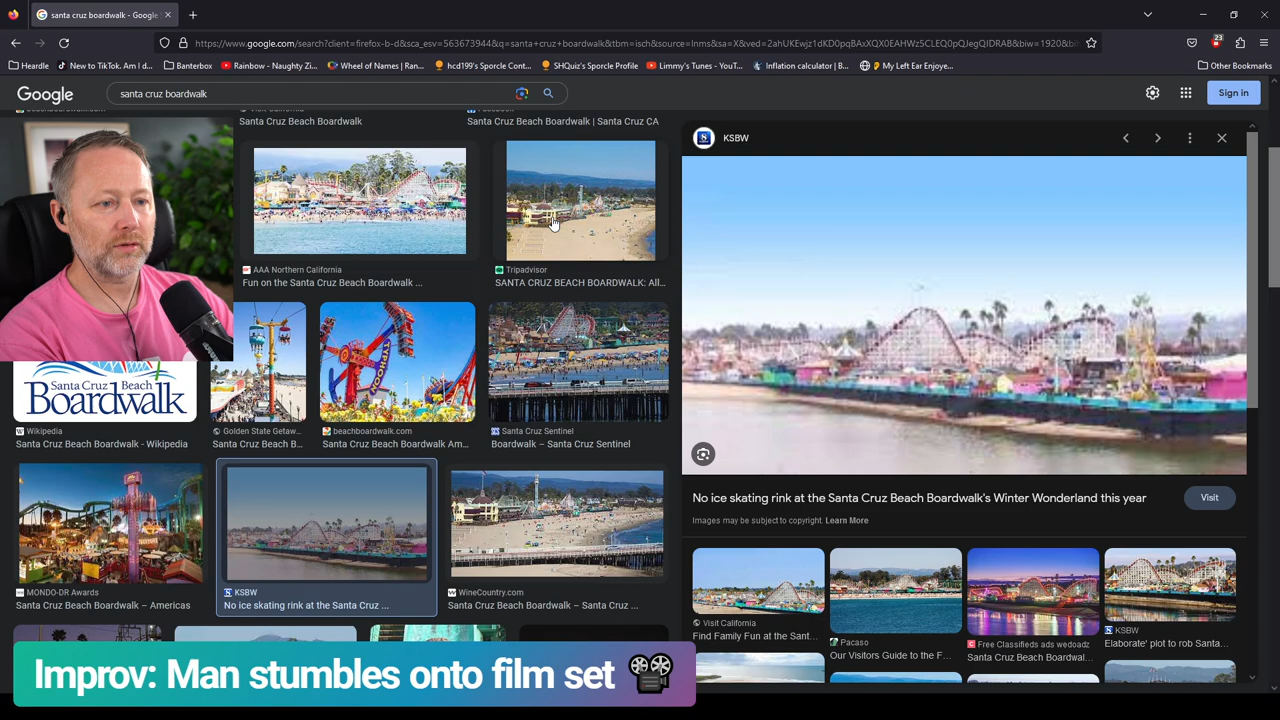 santa cruz boardwalk - Google
https://www.google.com/search?client=firefox-b-d&sca_esv=563673944&q=santa+cruz+boardwalk&tbm=isch&source=lnms&sa=X&ved=2ahUKEwjz1dKD0pqBAxXQX0EAHWz5CLEQ0pQJegQIDRAB&biw=1920&bi
23
Heardle
New to TikTok. Am I d...
Banterbox
Rainbow - Naughty Zi...
Wheel of Names | Ran...
hcd199's Sporcle Cont...
SHQuiz's Sporcle Profile
Limmy's Tunes - YouT...
Inflation calculator | B...
My Left Ear Enjoye...
Other Bookmarks
Google
santa cruz boardwalk
Sign in
Santa Cruz Beach Boardwalk
Santa Cruz Beach Boardwalk | Santa Cruz CA
KSBW
AAA Northern California
Fun on the Santa Cruz Beach Boardwalk ...
Tripadvisor
SANTA CRUZ BEACH BOARDWALK: All...
Santa Cruz Beach
Boardwalk
TYPHOON
Wikipedia
Santa Cruz Beach Boardwalk - Wikipedia
Golden State Getaw...
Santa Cruz Beach B...
beachboardwalk.com
Santa Cruz Beach Boardwalk Am...
Santa Cruz Sentinel
Boardwalk – Santa Cruz Sentinel
No ice skating rink at the Santa Cruz Beach Boardwalk's Winter Wonderland this year
Visit
Images may be subject to copyright. Learn More
MONDO-DR Awards
Santa Cruz Beach Boardwalk – Americas
KSBW
No ice skating rink at the Santa Cruz ...
WineCountry.com
Santa Cruz Beach Boardwalk – Santa Cruz ...
Visit California
Find Family Fun at the Sant...
Pacaso
Our Visitors Guide to the F...
Free Classifieds ads wedoadz
Santa Cruz Beach Boardwal...
KSBW
Elaborate' plot to rob Santa...
Improv: Man stumbles onto film set